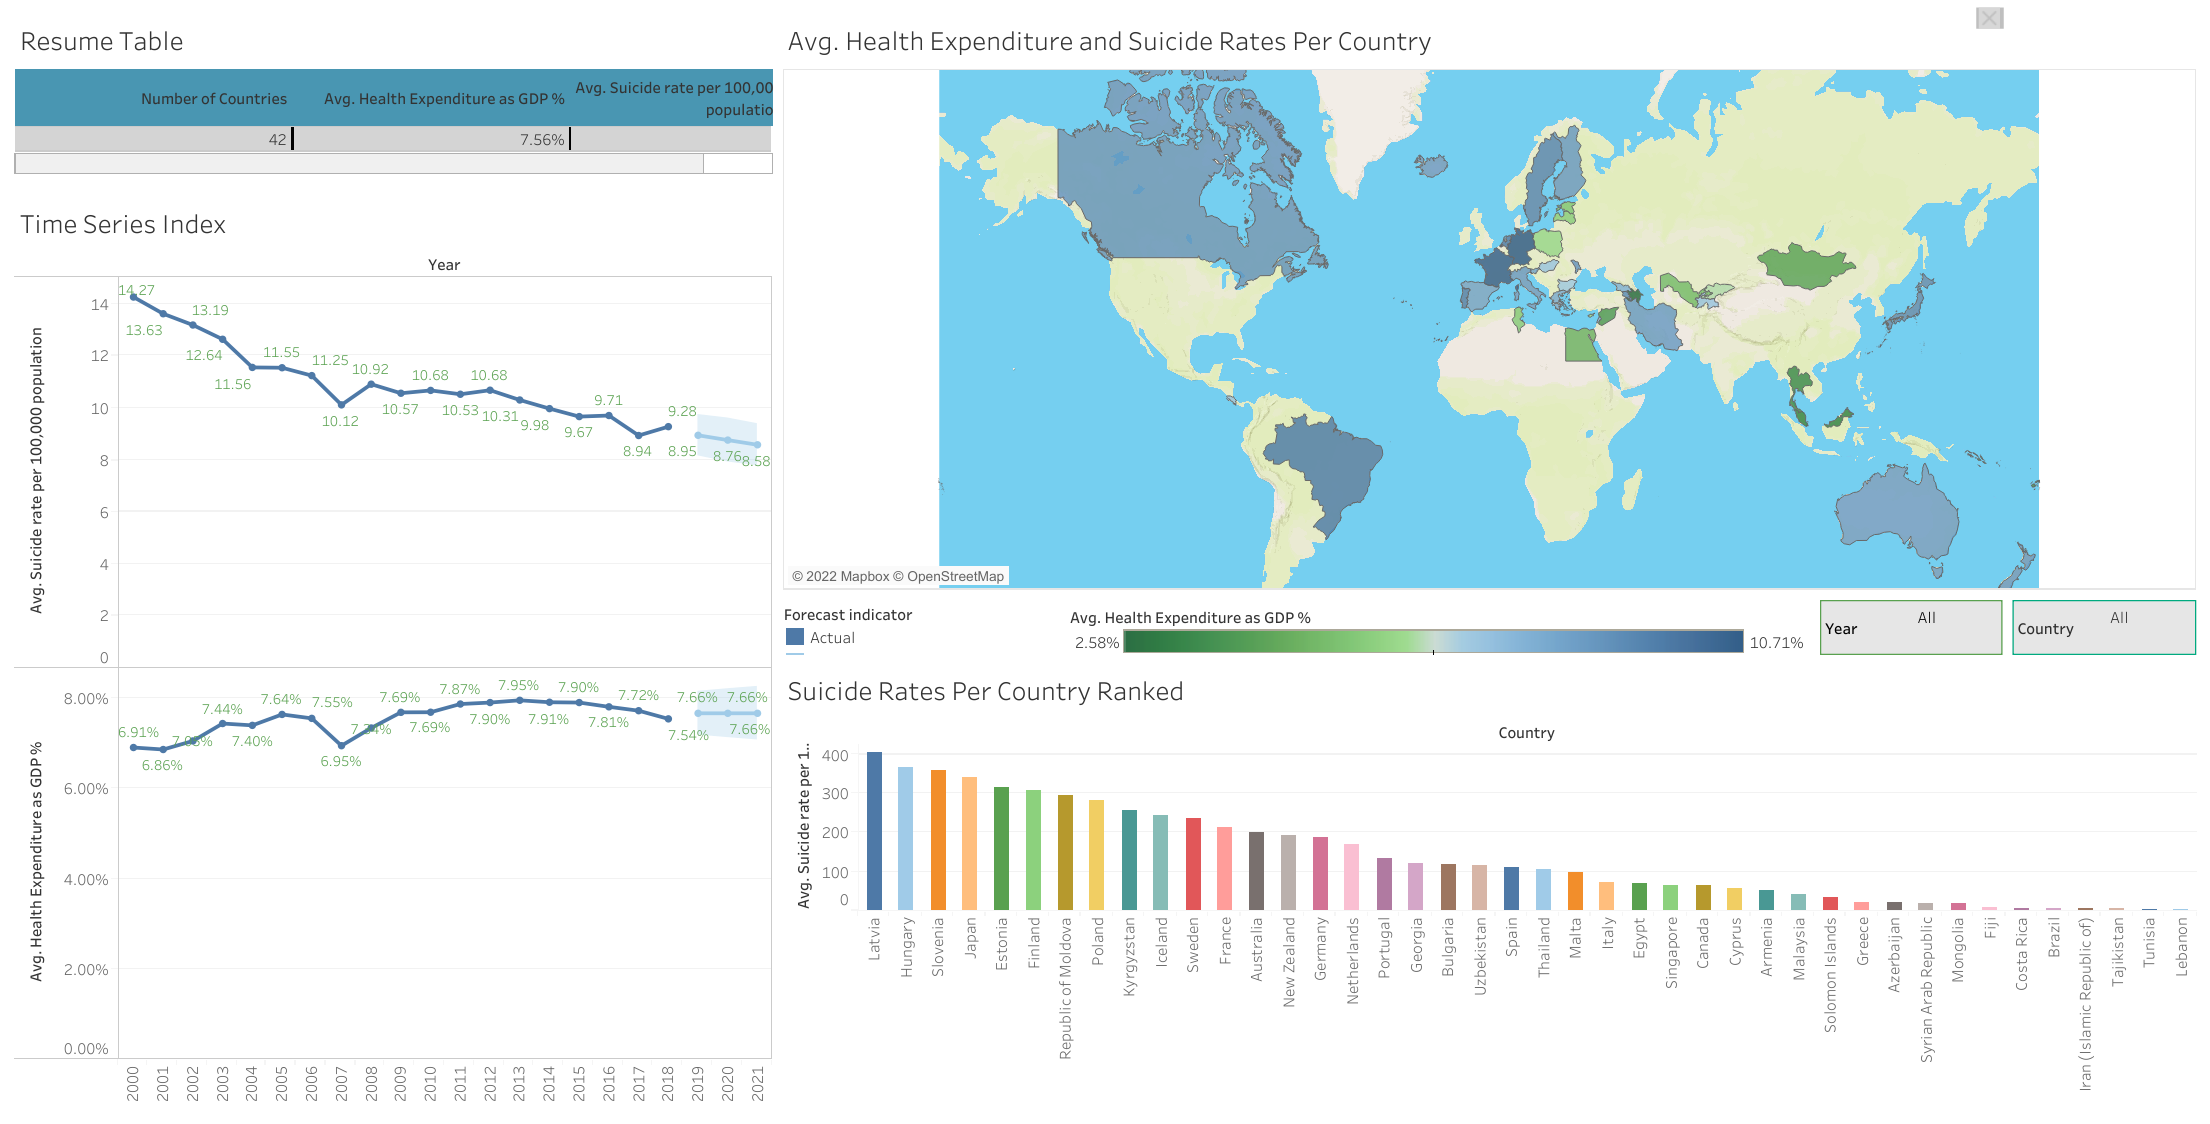 Resume Table
Number of Countries
Avg. Health Expenditure as GDP %
Avg. Suicide rate per 100,00
populatio
42
7.56%
Time Series Index
Year
Avg. Suicide rate per 100,000 population
14
12
10
8
6
4
2
0
14.27
13.63
13.19
12.64
11.56
11.55
11.25
10.12
10.92
10.57
10.68
10.53
10.68
10.31
9.98
9.67
9.71
8.94
9.28
8.95
8.76
8.58
Avg. Health Expenditure as GDP %
8.00%
6.00%
4.00%
2.00%
0.00%
6.91%
6.86%
7.44%
7.40%
7.64%
7.55%
6.95%
7.69%
7.69%
7.87%
7.90%
7.95%
7.91%
7.90%
7.81%
7.72%
7.54%
7.66%
7.66%
7.66%
2000
2001
2002
2003
2004
2005
2006
2007
2008
2009
2010
2011
2012
2013
2014
2015
2016
2017
2018
2019
2020
2021
Avg. Health Expenditure and Suicide Rates Per Country
© 2022 Mapbox © OpenStreetMap
Forecast indicator
Actual
Avg. Health Expenditure as GDP %
2.58%
10.71%
Year
All
Country
All
Suicide Rates Per Country Ranked
Country
Avg. Suicide rate per 1..
400
300
200
100
0
Latvia
Hungary
Slovenia
Japan
Estonia
Finland
Republic of Moldova
Poland
Kyrgyzstan
Iceland
Sweden
France
Australia
New Zealand
Germany
Netherlands
Portugal
Georgia
Bulgaria
Uzbekistan
Spain
Thailand
Malta
Italy
Egypt
Singapore
Canada
Cyprus
Armenia
Malaysia
Solomon Islands
Greece
Azerbaijan
Syrian Arab Republic
Mongolia
Fiji
Costa Rica
Brazil
Iran (Islamic Republic of)
Tajikistan
Tunisia
Lebanon